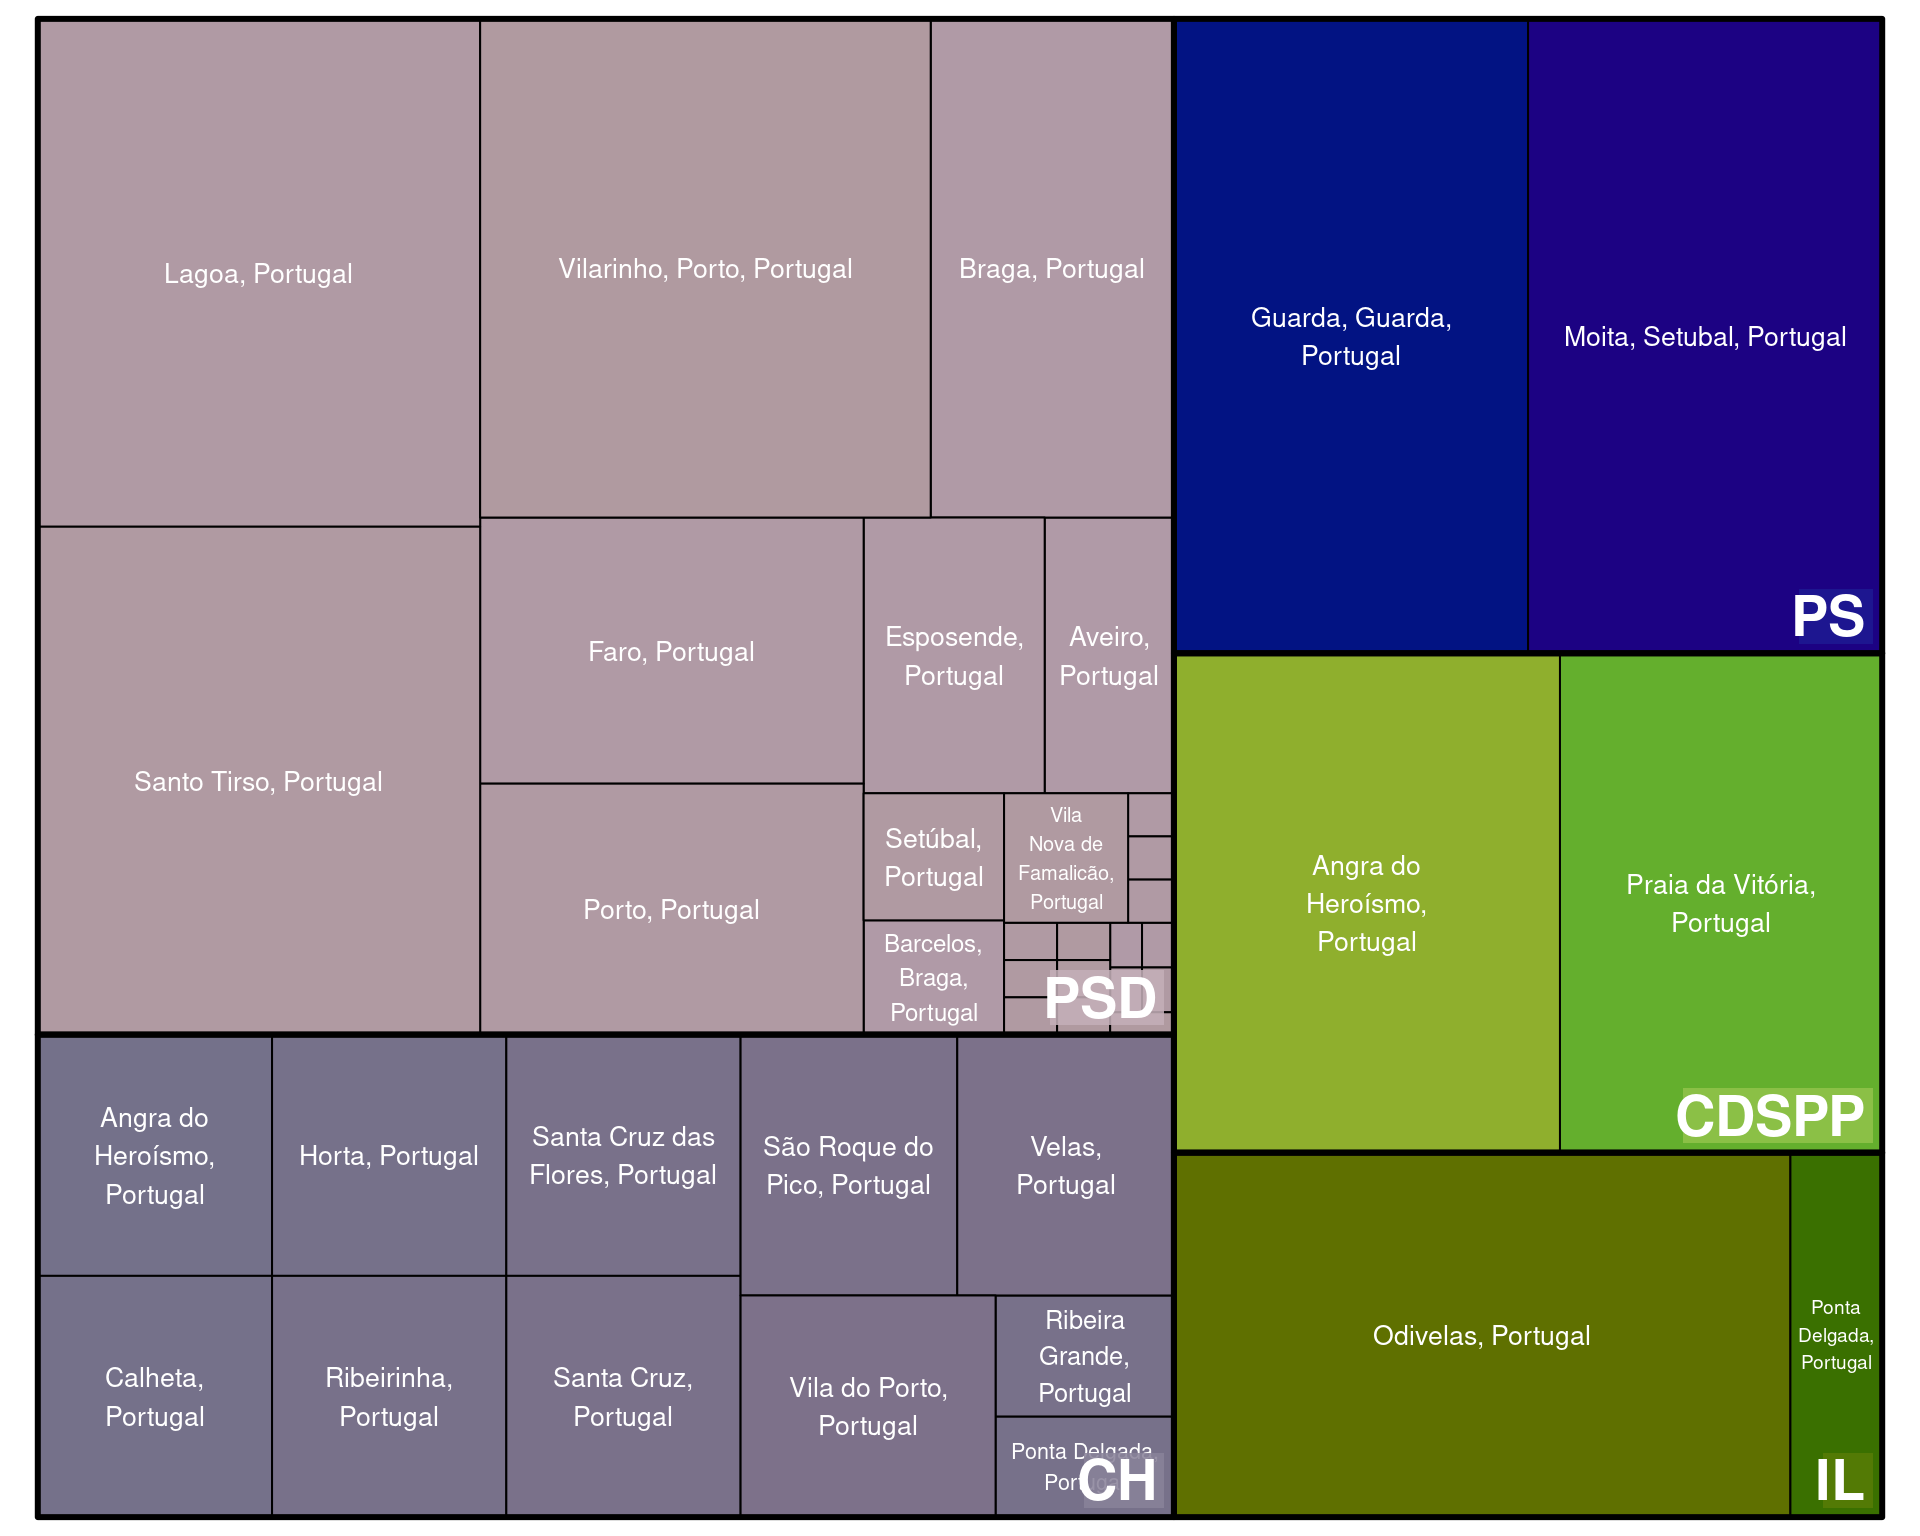 Lagoa, Portugal
Vilarinho, Porto, Portugal
Braga, Portugal
Santo Tirso, Portugal
Faro, Portugal
Esposende,
Portugal
Aveiro,
Portugal
Porto, Portugal
Setúbal,
Portugal
Vila
Nova de
Famalicão,
Portugal
Barcelos,
Braga,
Portugal
PSD
Guarda, Guarda,
Portugal
Moita, Setubal, Portugal
PS
Angra do
Heroísmo,
Portugal
Praia da Vitória,
Portugal
CDSPP
Angra do
Heroísmo,
Portugal
Horta, Portugal
Santa Cruz das
Flores, Portugal
São Roque do
Pico, Portugal
Velas,
Portugal
Calheta,
Portugal
Ribeirinha,
Portugal
Santa Cruz,
Portugal
Vila do Porto,
Portugal
Ribeira
Grande,
Portugal
Ponta Delgada,
Portugal
CH
Odivelas, Portugal
Ponta
Delgada,
Portugal
IL